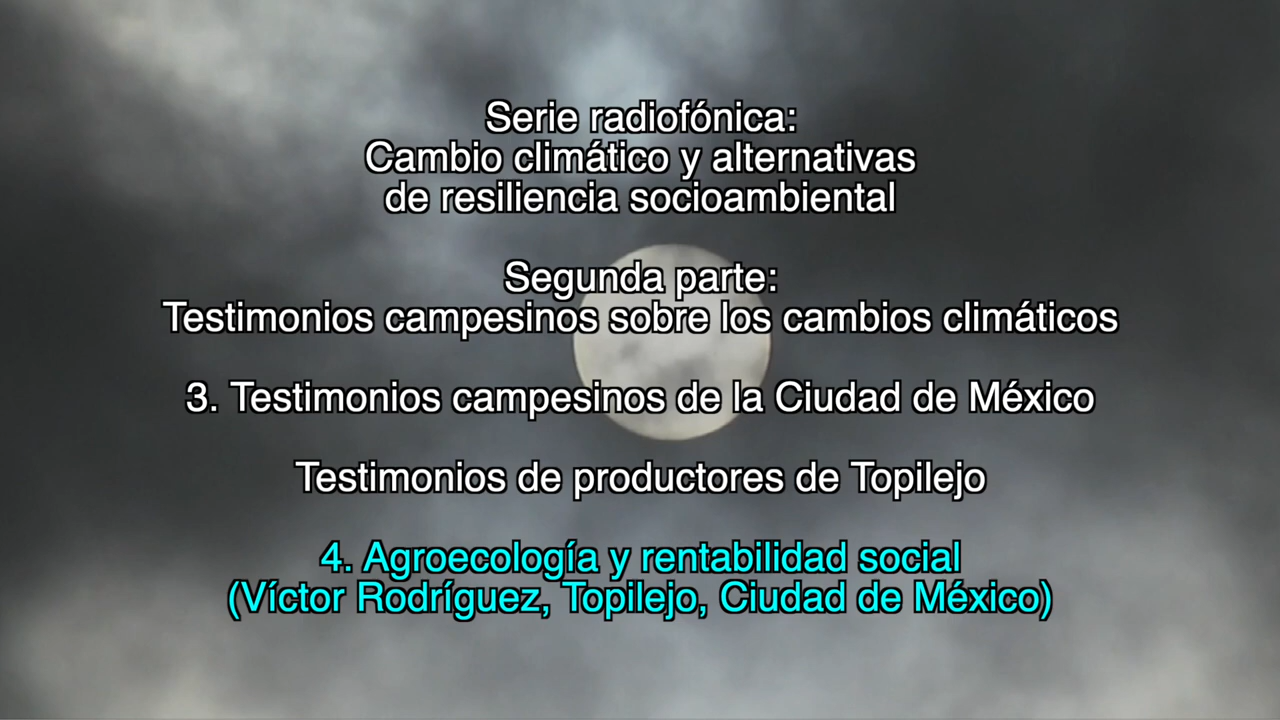 Serie radiofónica:
Cambio climático y alternativas
de resiliencia socioambiental
Segunda parte:
Testimonios campesinos sobre los cambios climáticos
3. Testimonios campesinos de la Ciudad de México
Testimonios de productores de Topilejo
4. Agroecología y rentabilidad social
(Víctor Rodríguez, Topilejo, Ciudad de México)